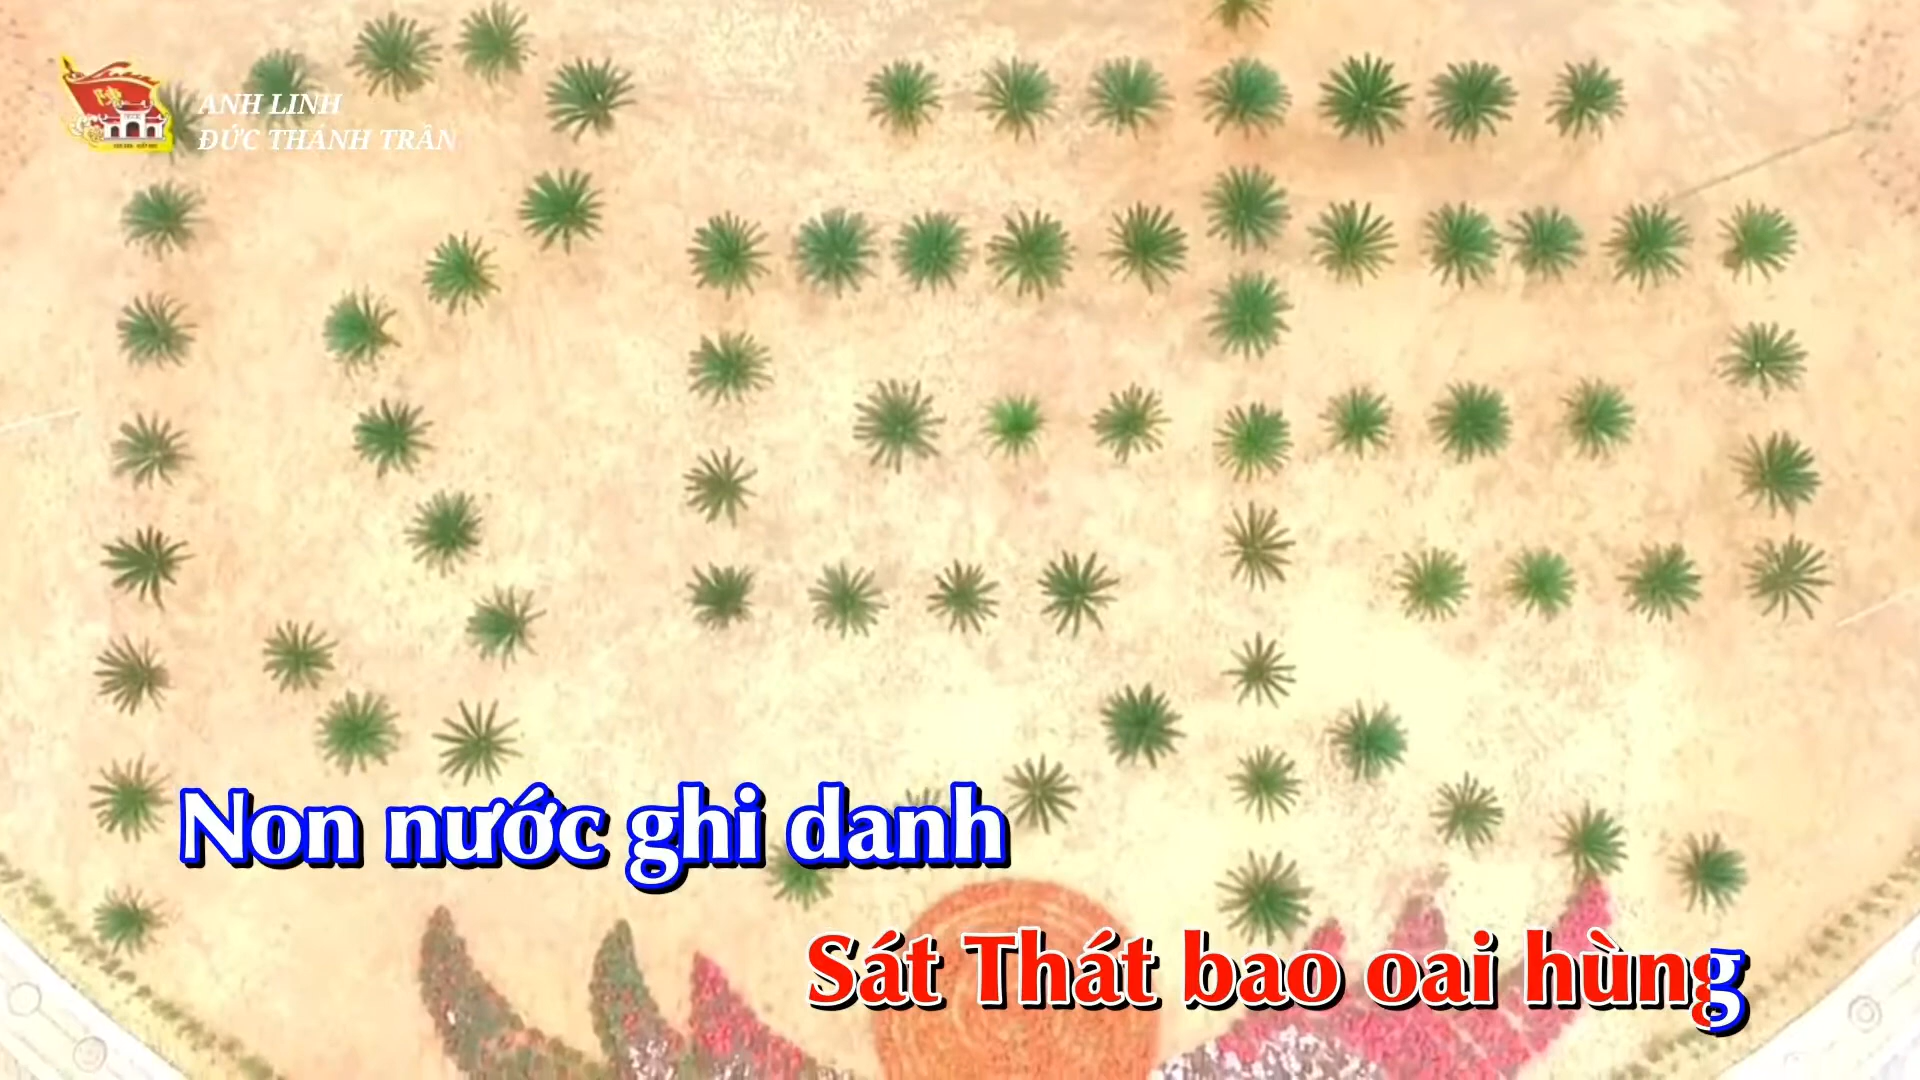 ANH LINH
ĐỨC THÁNH TRẦN
Non nước ghi danh
Sát Thát bao oai hùng